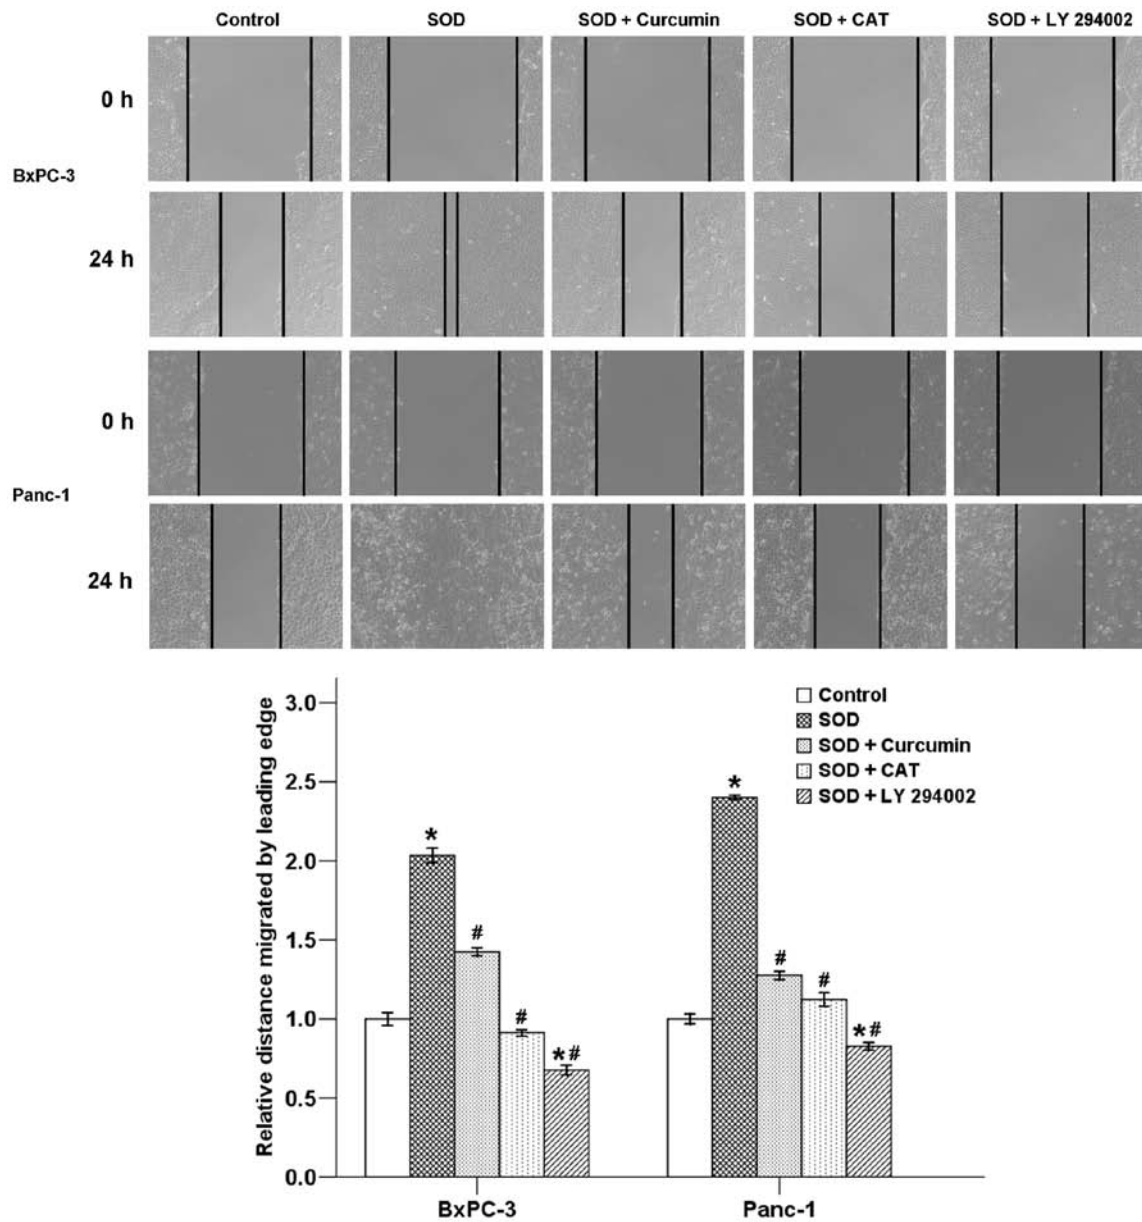 Control SOD SOD + Curcumin SOD + CAT SOD + LY 294002
0 h
BxPC-3
24 h
0 h
Panc-1
24 h
Relative distance migrated by leading edge
3.0
2.5
2.0
1.5
1.0
0.5
0.0
Control
SOD
SOD + Curcumin
SOD + CAT
SOD + LY 294002
*
#
#
*#
*
#
#
*#
BxPC-3 Panc-1